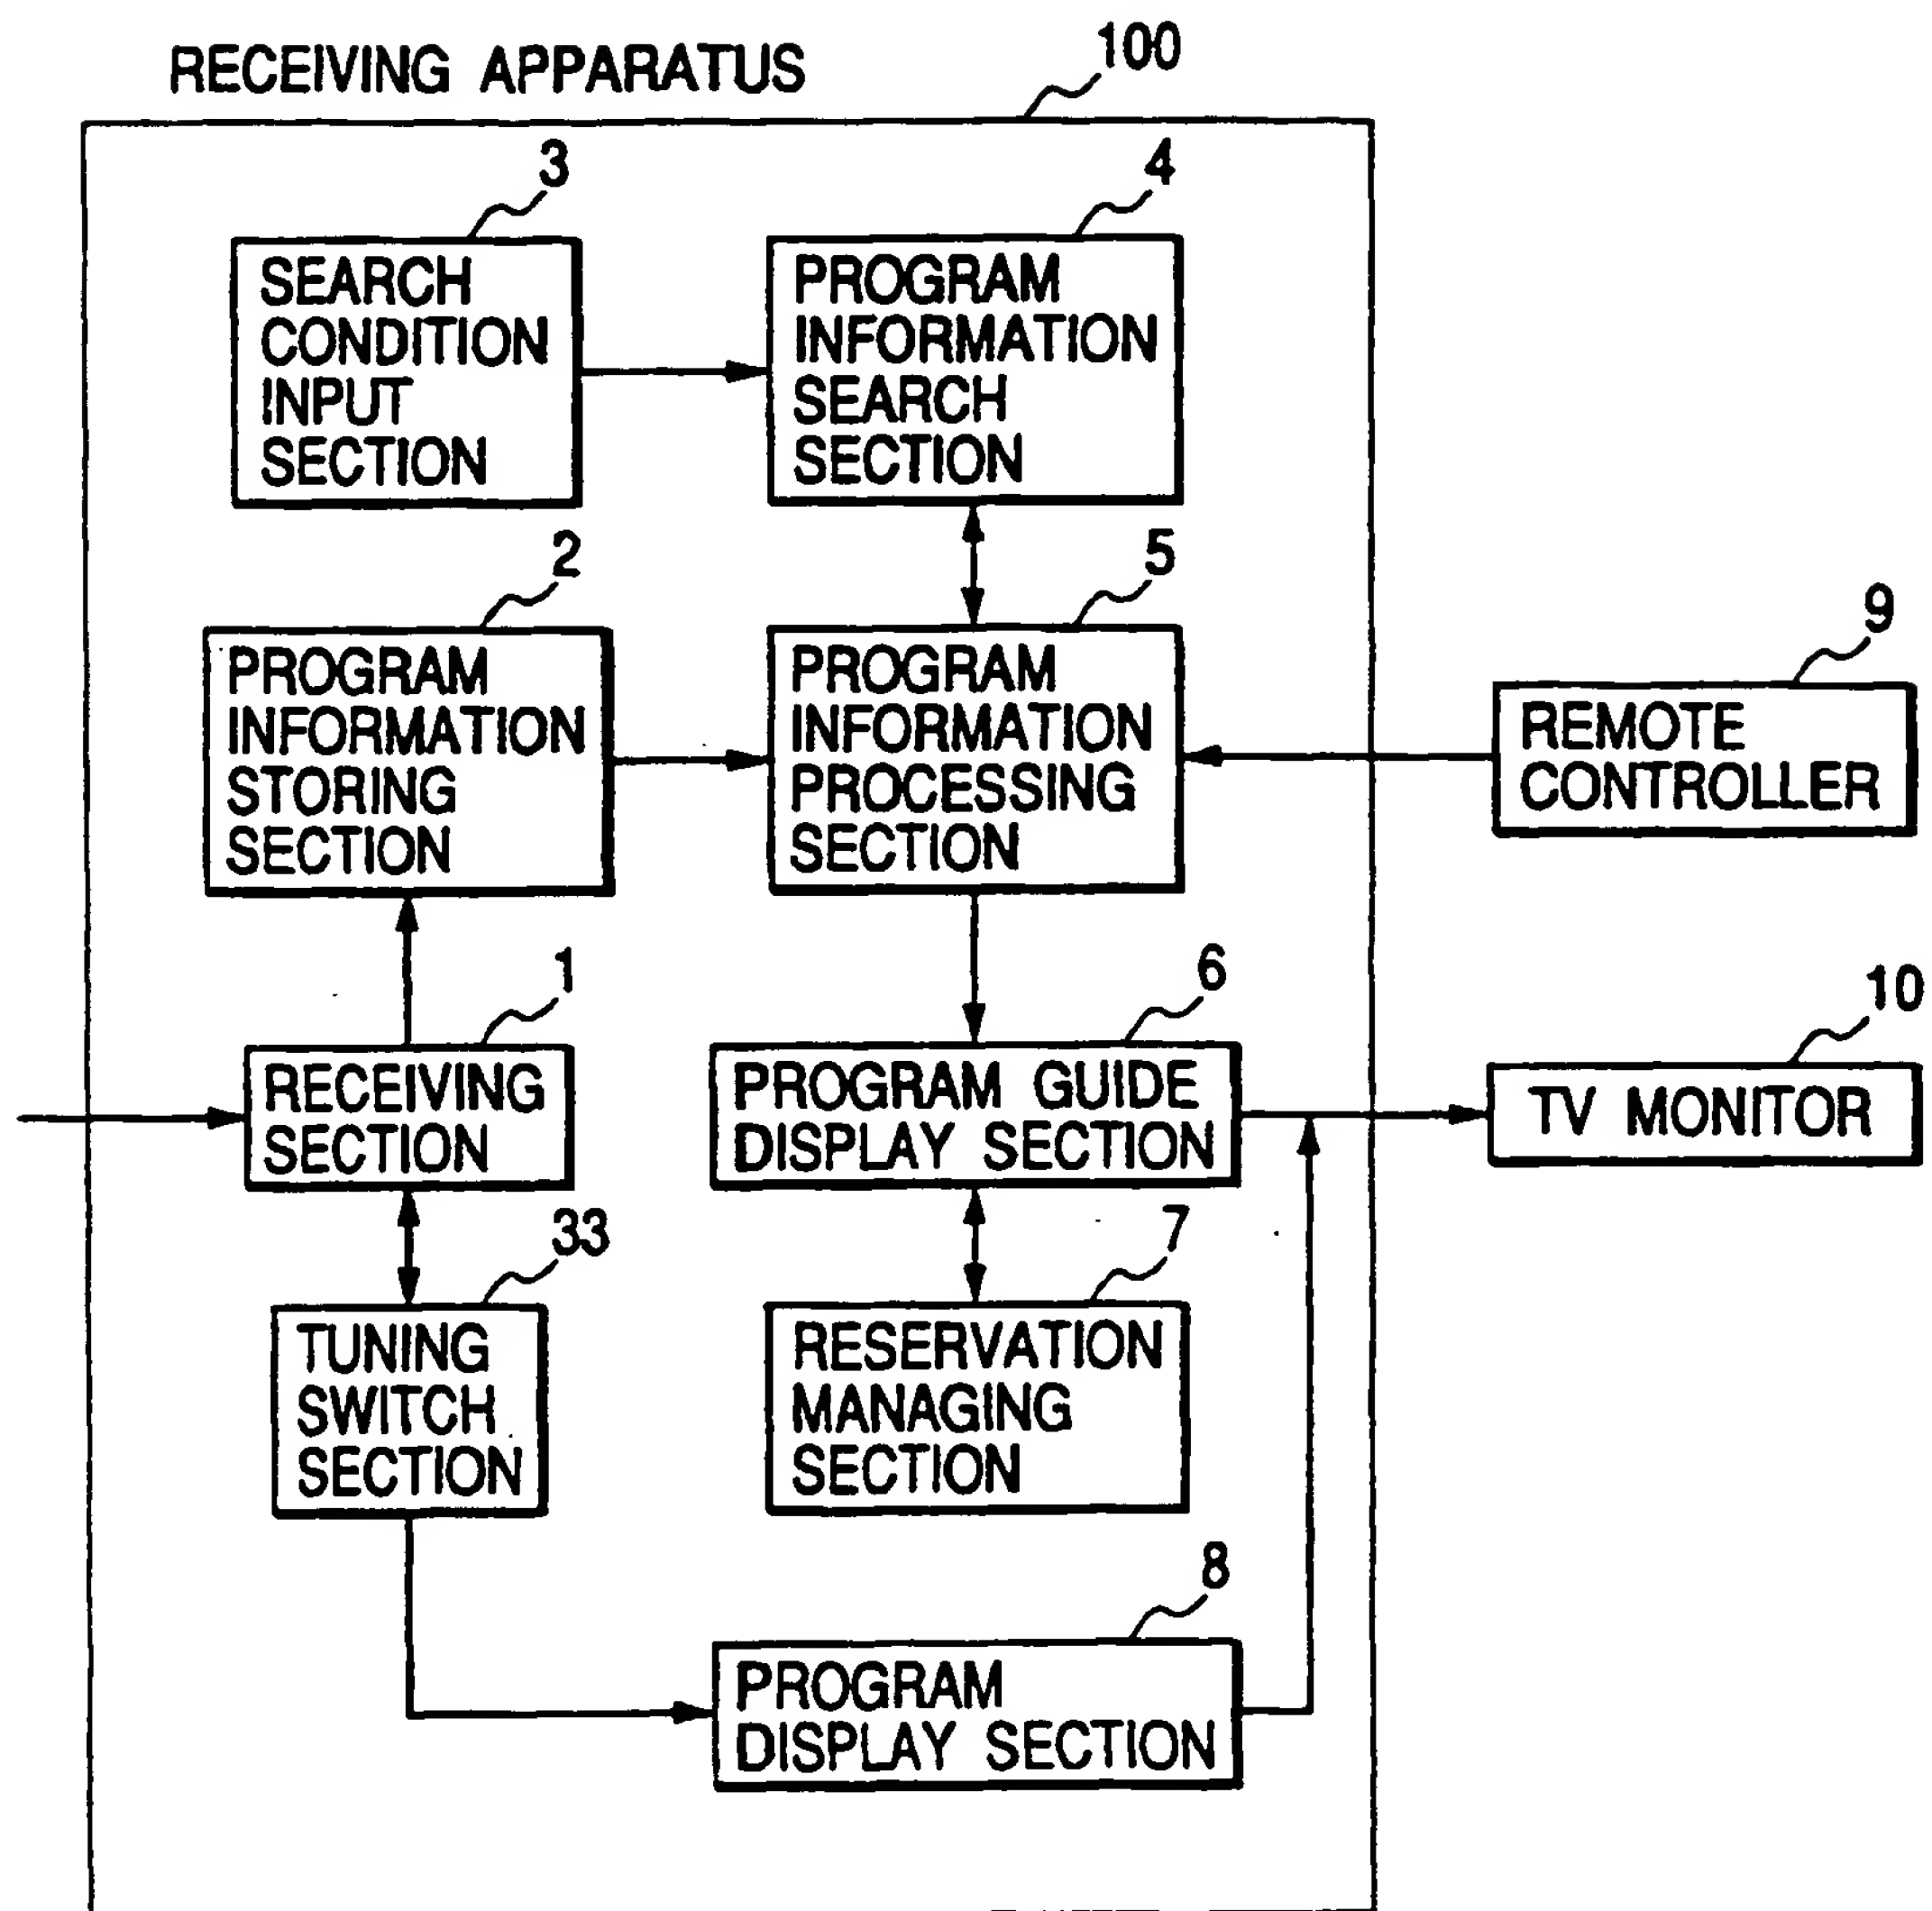 RECEIVING APPARATUS
100
3
4
SEARCH
CONDITION
INPUT
SECTION
PROGRAM
INFORMATION
SEARCH
SECTION
2
5
9
PROGRAM
INFORMATION
STORING
SECTION
PROGRAM
INFORMATION
PROCESSING
SECTION
REMOTE
CONTROLLER
1
6
10
RECEIVING
SECTION
PROGRAM GUIDE
DISPLAY SECTION
TV MONITOR
33
7
TUNING
SWITCH
SECTION
RESERVATION
MANAGING
SECTION
8
PROGRAM
DISPLAY SECTION